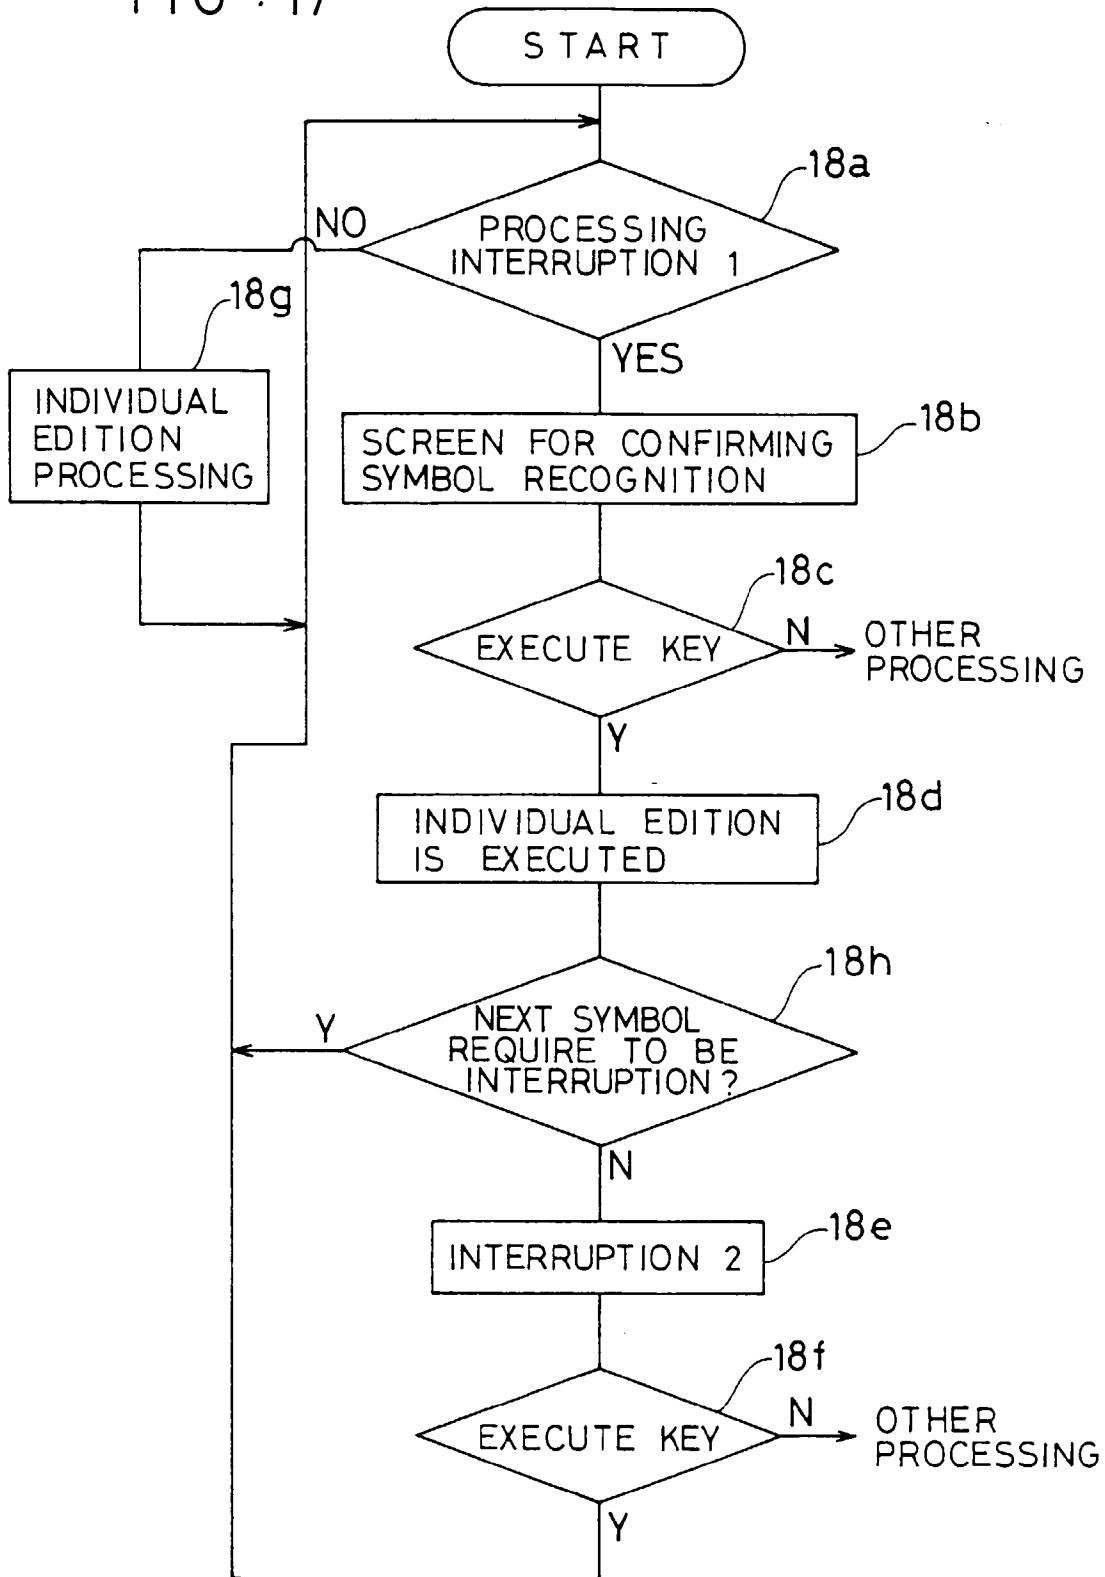 FIG. 17
START
18a
NO
PROCESSING
INTERRUPTION 1
18g
YES
INDIVIDUAL
EDITION
PROCESSING
18b
SCREEN FOR CONFIRMING
SYMBOL RECOGNITION
18c
EXECUTE KEY
N
OTHER
PROCESSING
Y
18d
INDIVIDUAL EDITION
IS EXECUTED
18h
Y
NEXT SYMBOL
REQUIRE TO BE
INTERRUPTION?
N
18e
INTERRUPTION 2
18f
EXECUTE KEY
N
OTHER
PROCESSING
Y